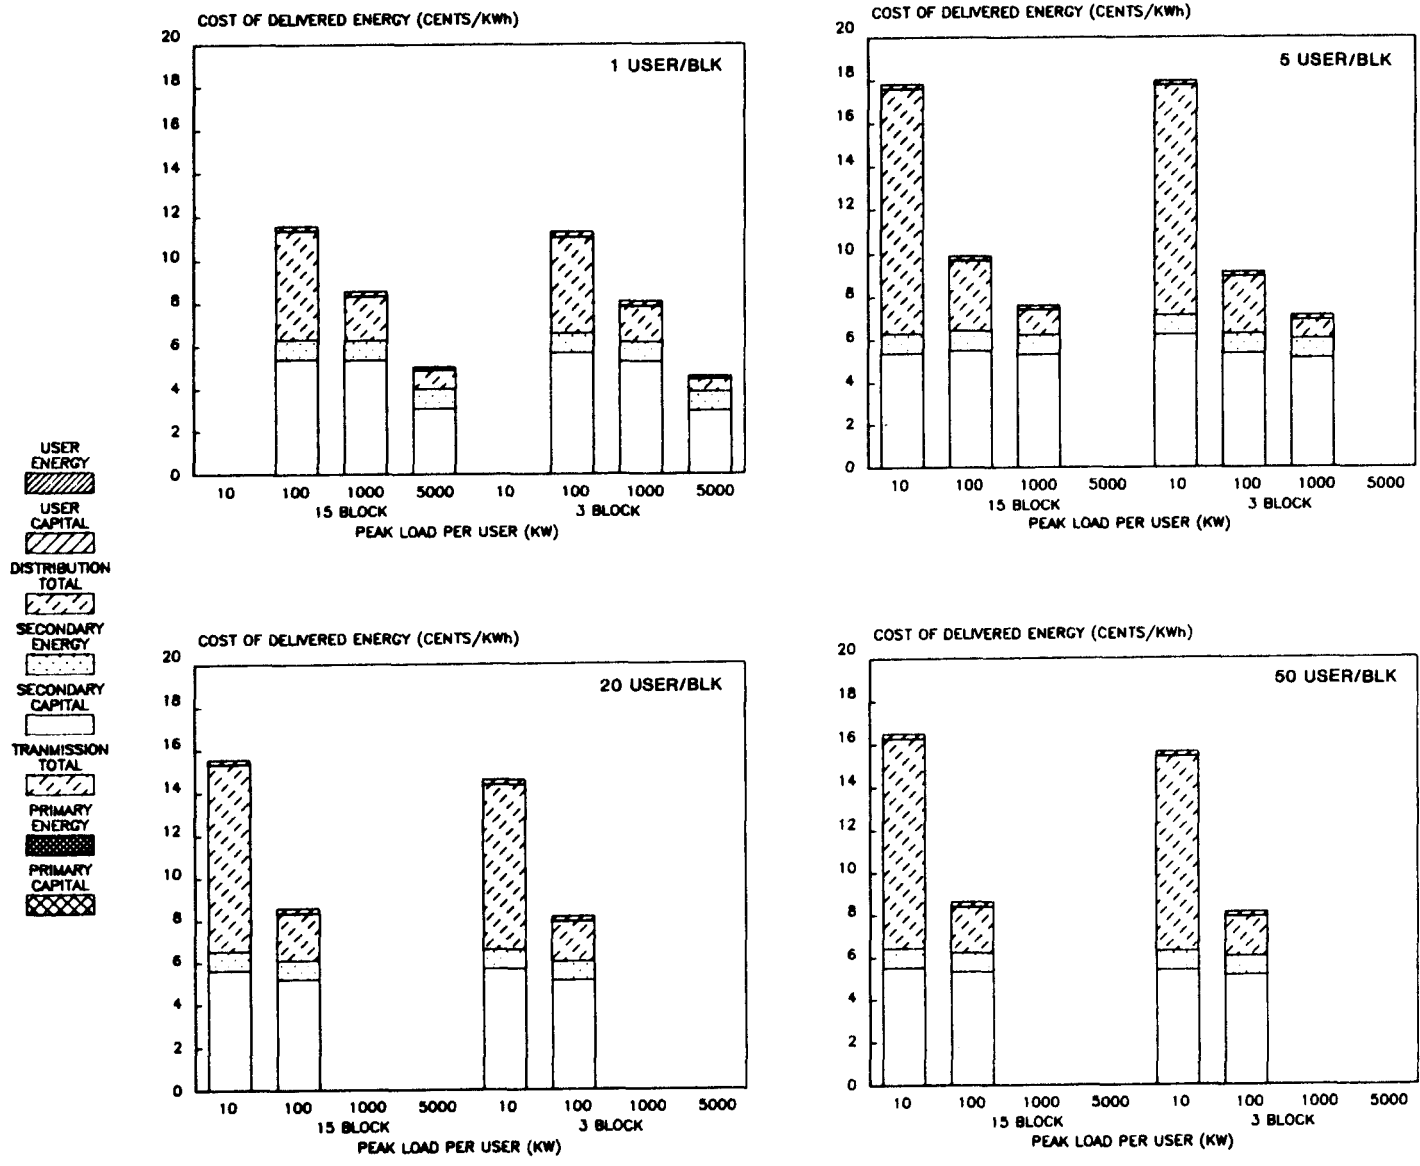 COST OF DELIVERED ENERGY (CENTS/KWh)
20
18
16
14
12
10
8
6
4
2
0
1 USER/BLK
10 100 1000 5000 10 100 1000 5000
15 BLOCK 3 BLOCK
PEAK LOAD PER USER (KW)
COST OF DELIVERED ENERGY (CENTS/KWh)
20
18
16
14
12
10
8
6
4
2
0
5 USER/BLK
10 100 1000 5000 10 100 1000 5000
15 BLOCK 3 BLOCK
PEAK LOAD PER USER (KW)
USER
ENERGY
USER
CAPITAL
DISTRIBUTION
TOTAL
SECONDARY
ENERGY
SECONDARY
CAPITAL
TRANMISSION
TOTAL
PRIMARY
ENERGY
PRIMARY
CAPITAL
COST OF DELIVERED ENERGY (CENTS/KWh)
20
18
16
14
12
10
8
6
4
2
0
20 USER/BLK
10 100 1000 5000 10 100 1000 5000
15 BLOCK 3 BLOCK
PEAK LOAD PER USER (KW)
COST OF DELIVERED ENERGY (CENTS/KWh)
20
18
16
14
12
10
8
6
4
2
0
50 USER/BLK
10 100 1000 5000 10 100 1000 5000
15 BLOCK 3 BLOCK
PEAK LOAD PER USER (KW)